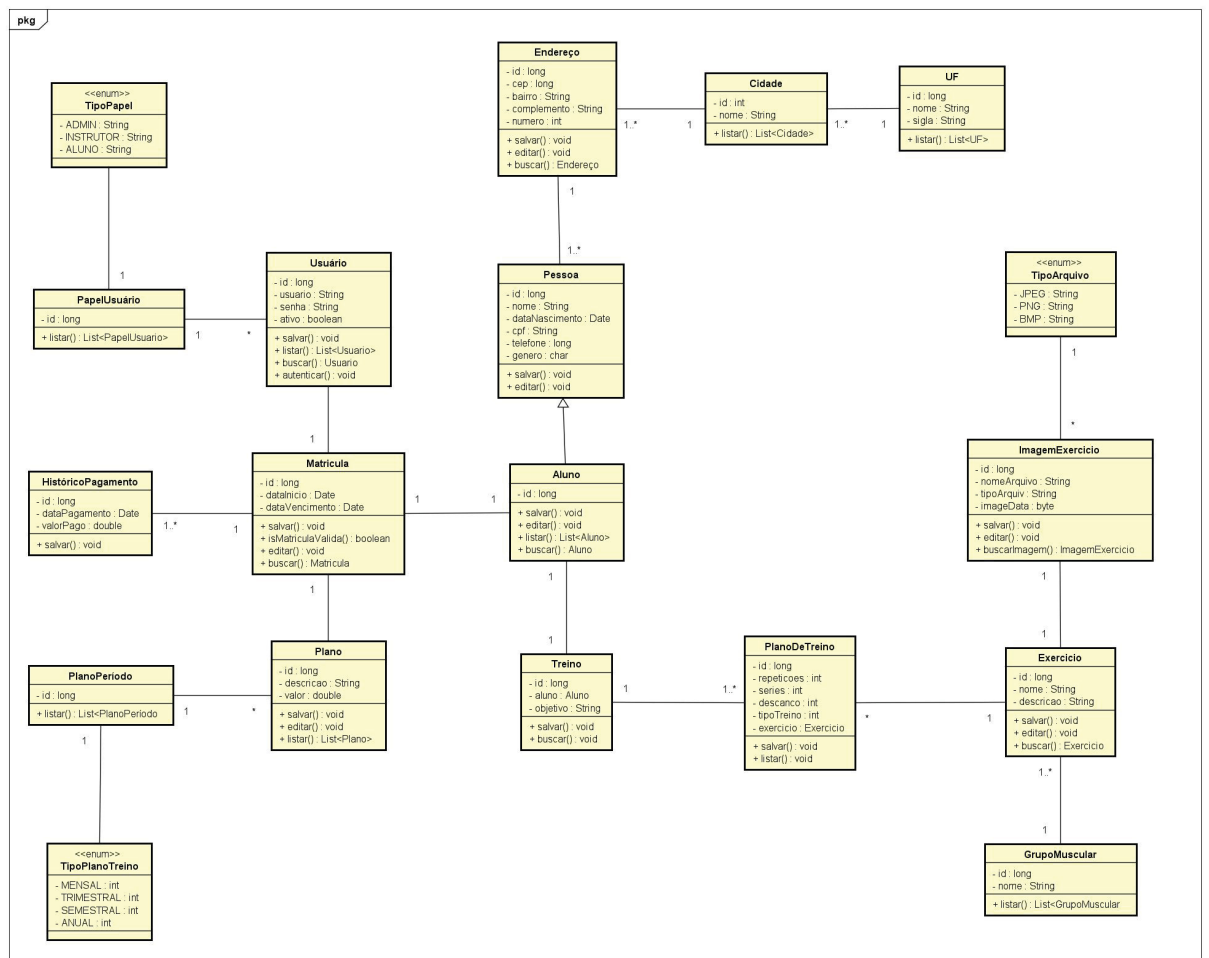 pkg
Endereço
- id : long
- cep : long
- bairro : String
- complemento : String
- numero : int
+ salvar() : void
+ editar() : void
+ buscar() : Endereço
1..*
1
Cidade
- id : int
- nome : String
+ listar() : List<Cidade>
1..*
1
UF
- id : long
- nome : String
- sigla : String
+ listar() : List<UF>
<<enum>>
TipoPapel
- ADMIN : String
- INSTRUTOR : String
- ALUNO : String
1
1
1..*
PapelUsuário
- id : long
+ listar() : List<PapelUsuario>
1
*
Usuário
- id : long
- usuario : String
- senha : String
- ativo : boolean
+ salvar() : void
+ listar() : List<Usuario>
+ buscar() : Usuario
+ autenticar() : void
1
Pessoa
- id : long
- nome : String
- dataNascimento : Date
- cpf : String
- telefone : long
- genero : char
+ salvar() : void
+ editar() : void
<<enum>>
TipoArquivo
- JPEG : String
- PNG : String
- BMP : String
1
*
HistóricoPagamento
- id : long
- dataPagamento : Date
- valorPago : double
+ salvar() : void
1..*
1
Matricula
- id : long
- dataInicio : Date
- dataVencimento : Date
+ salvar() : void
+ isMatriculaValida() : boolean
+ editar() : void
+ buscar() : Matricula
1
1
1
Aluno
- id : long
+ salvar() : void
+ editar() : void
+ listar() : List<Aluno>
+ buscar() : Aluno
1
1
ImagemExercicio
- id : long
- nomeArquivo : String
- tipoArquiv : String
- imageData : byte
+ salvar() : void
+ editar() : void
+ buscarImagem() : ImagemExercicio
1
1
PlanoPeríodo
- id : long
+ listar() : List<PlanoPeríodo
1
*
1
Plano
- id : long
- descricao : String
- valor : double
+ salvar() : void
+ editar() : void
+ listar() : List<Plano>
Treino
- id : long
- aluno : Aluno
- objetivo : String
+ salvar() : void
+ buscar() : void
1
1..*
PlanoDeTreino
- id : long
- repeticoes : int
- series : int
- descanco : int
- tipoTreino : int
- exercicio : Exercicio
+ salvar() : void
+ listar() : void
*
1
Exercicio
- id : long
- nome : String
- descricao : String
+ salvar() : void
+ editar() : void
+ buscar() : Exercicio
1..*
1
<<enum>>
TipoPlanoTreino
- MENSAL : int
- TRIMESTRAL : int
- SEMESTRAL : int
- ANUAL : int
GrupoMuscular
- id : long
- nome : String
+ listar() : List<GrupoMuscular